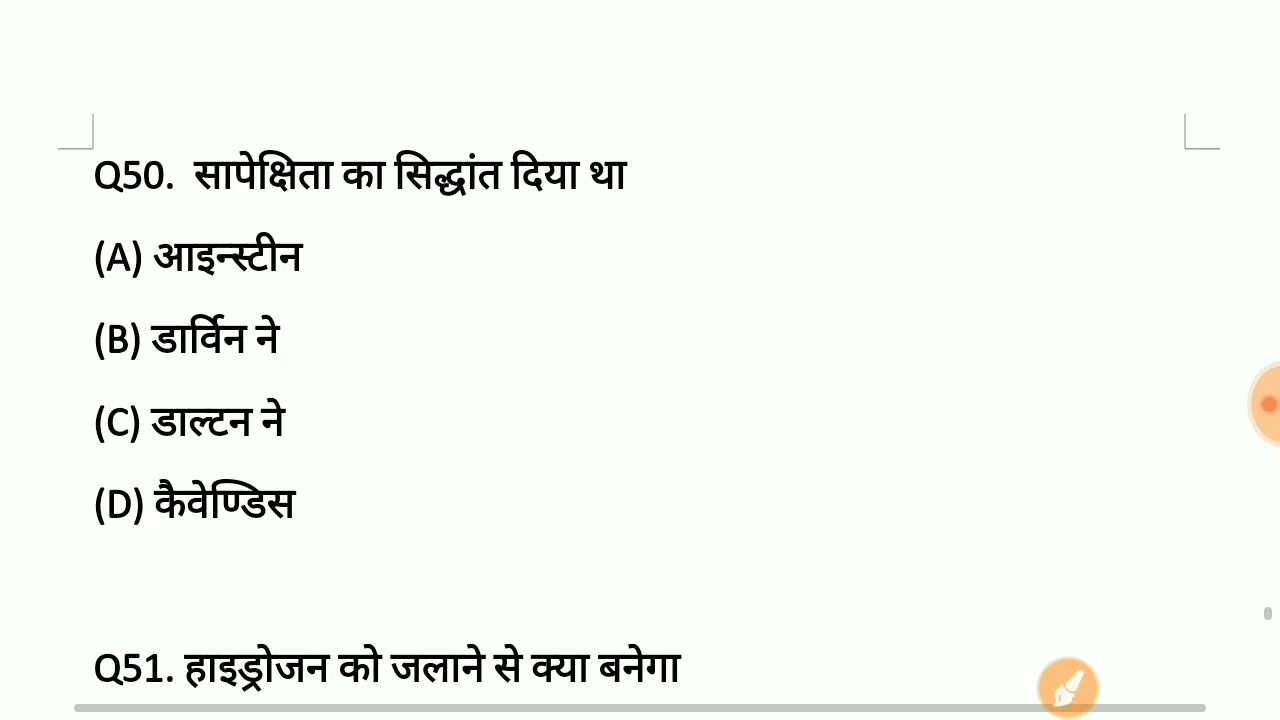 Q50. सापेक्षिता का सिद्धांत दिया था
(A) आइन्स्टीन
(B) डार्विन ने
(C) डाल्टन ने
(D) कैवेण्डिस
Q51. हाइड्रोजन को जलाने से क्या बनेगा